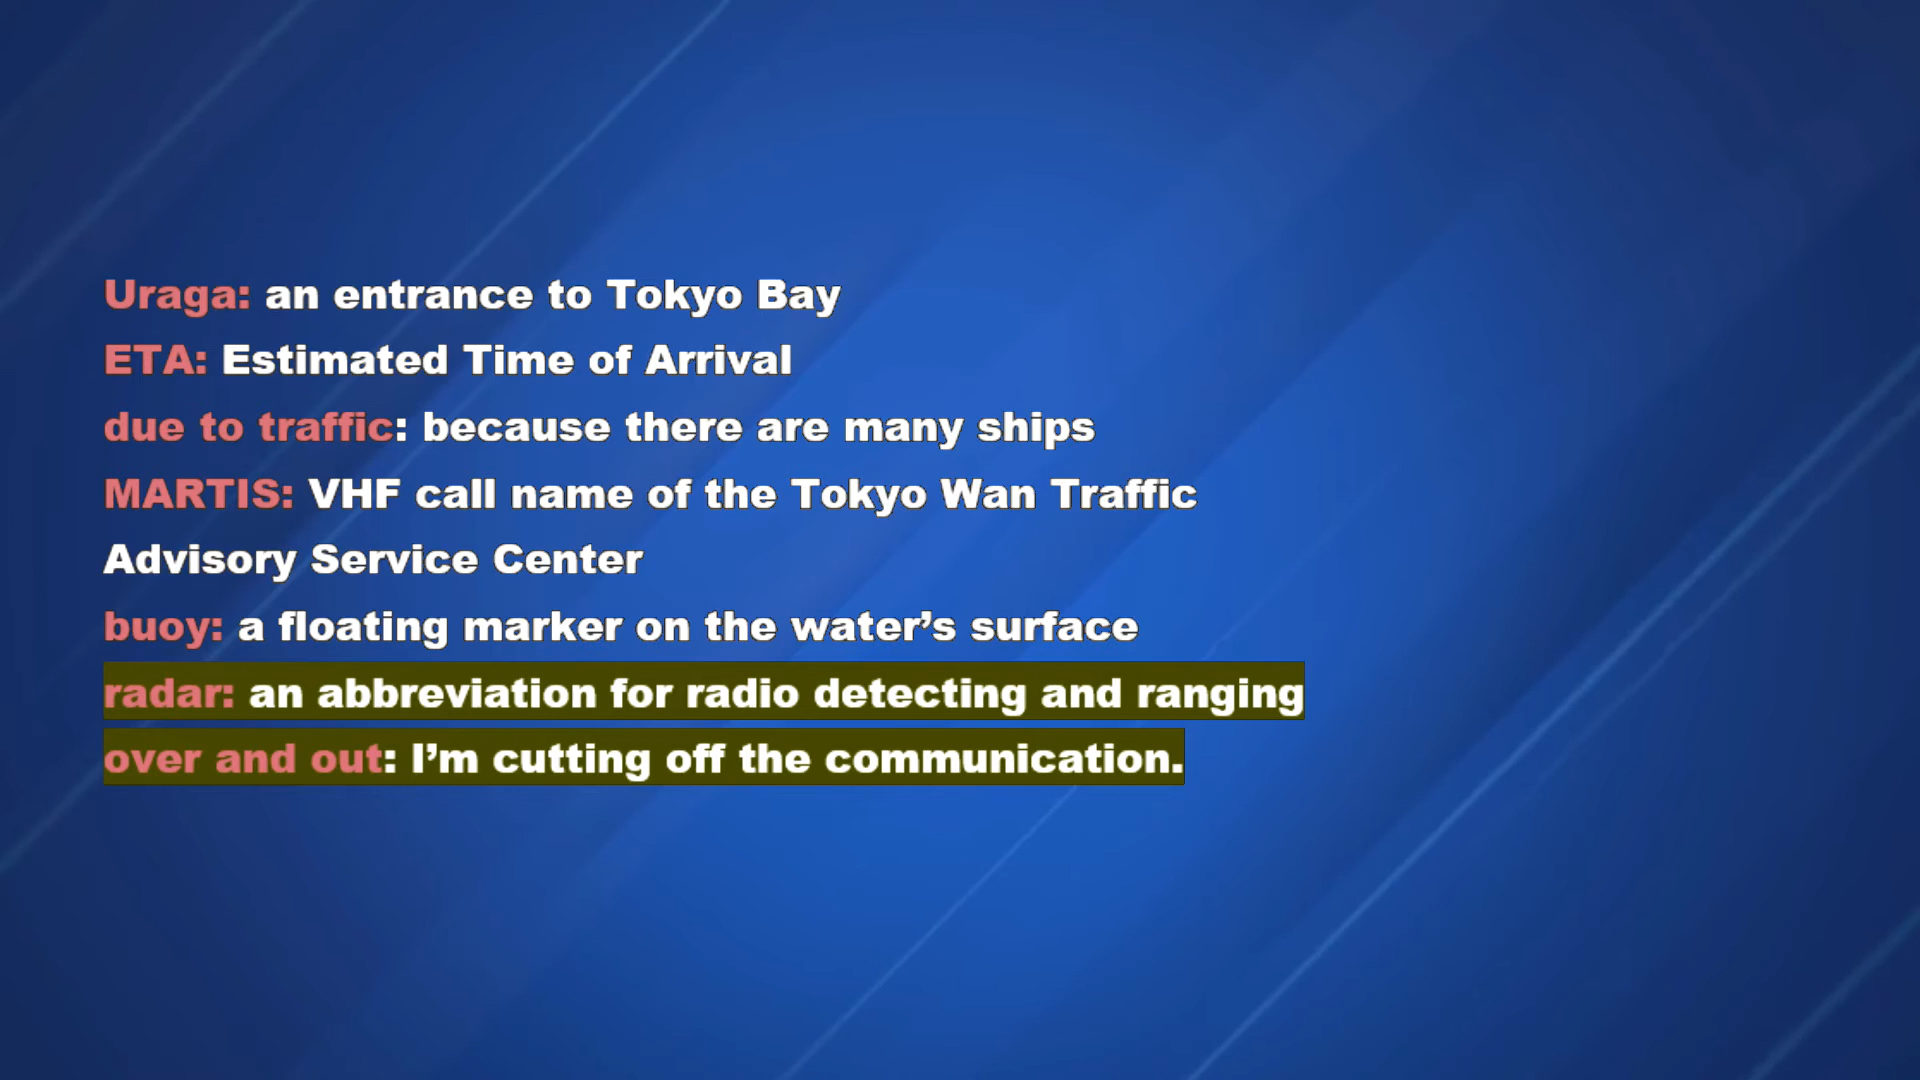 Uraga: an entrance to Tokyo Bay
ETA: Estimated Time of Arrival
due to traffic: because there are many ships
MARTIS: VHF call name of the Tokyo Wan Traffic
Advisory Service Center
buoy: a floating marker on the water’s surface
radar: an abbreviation for radio detecting and ranging
over and out: I’m cutting off the communication.